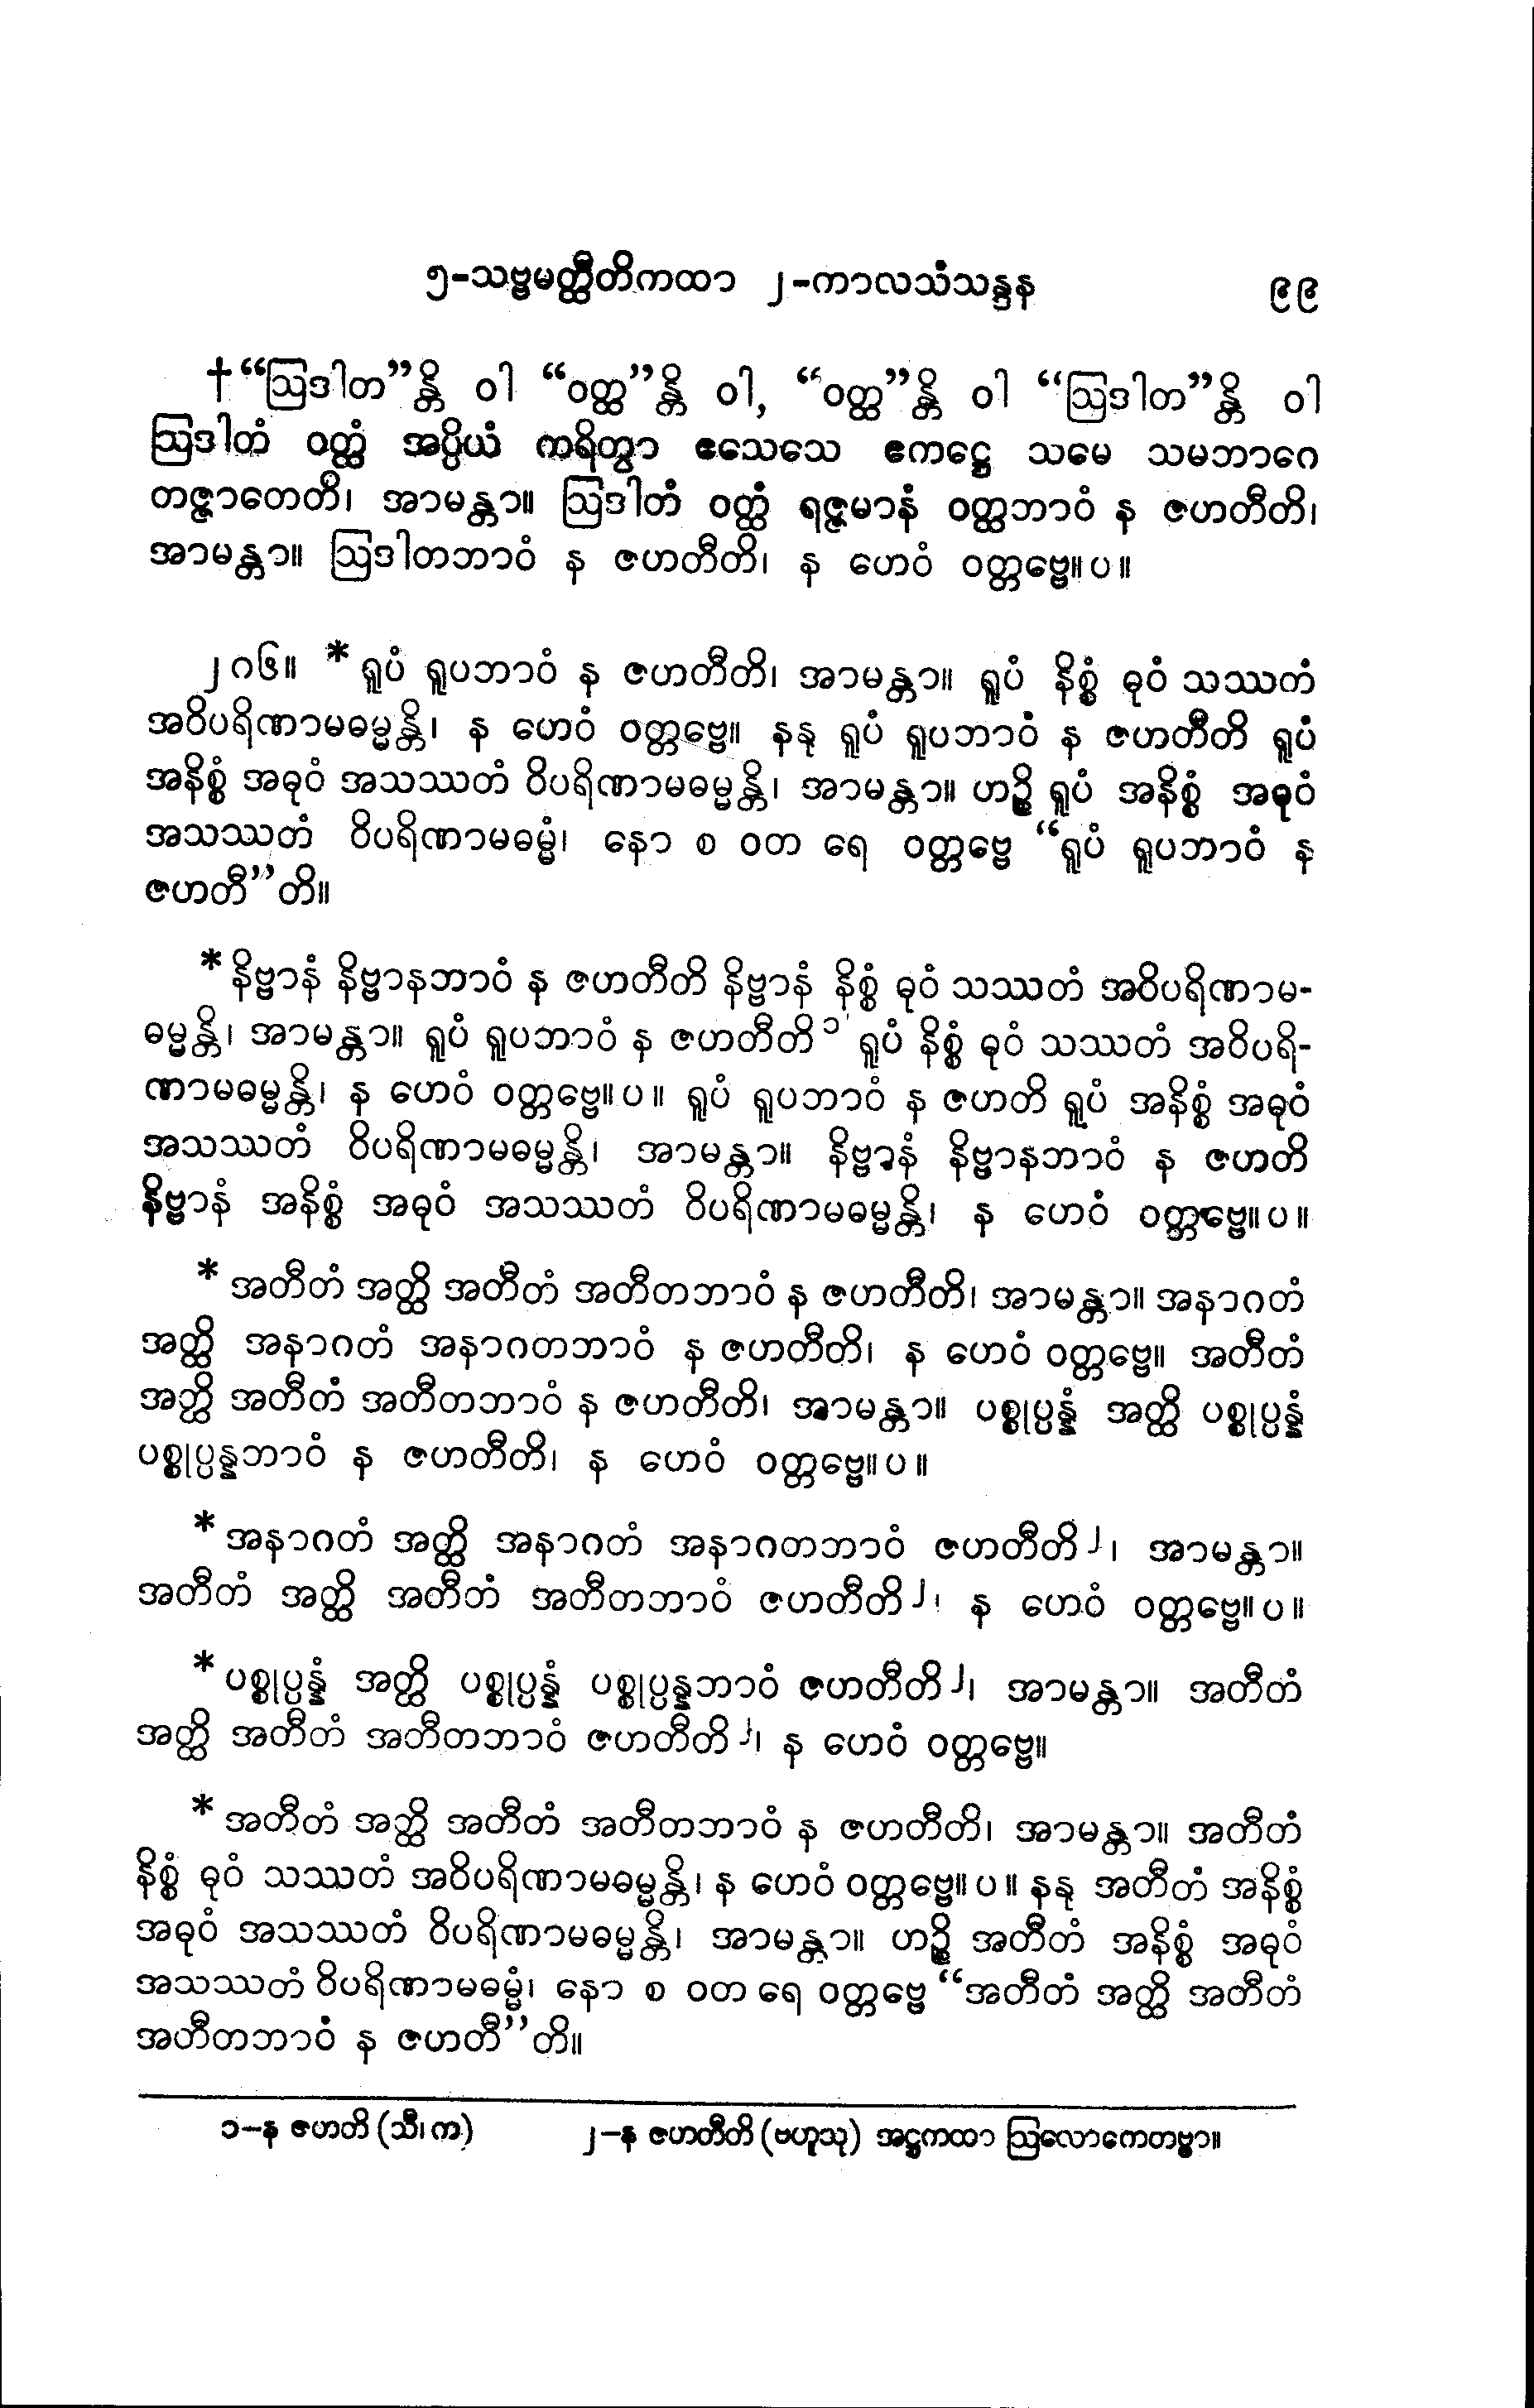 ၅-သဗ္ဗမတ္ထီတိကထာ ၂-ကာလသံသန္ဒန ၉၉
†“ဩဒါတ”န္တိ ဝါ “ဝတ္ထ”န္တိ ဝါ, “ဝတ္ထ”န္တိ ဝါ “ဩဒါတ”န္တိ ဝါ
ဩဒါတံ ဝတ္ထံ အပ္ပိယံ ကရိတွာ ဧသေသေ ဧကဋ္ဌေ သမေ သမဘာဂေ
တဇ္ဇာတေတိ၊ အာမန္တာ။ ဩဒါတံ ဝတ္ထံ ရဇ္ဇမာနံ ဝတ္ထဘာဝံ န ဇဟတီတိ၊
အာမန္တာ။ ဩဒါတဘာဝံ န ဇဟတီတိ၊ န ဟေဝံ ဝတ္တဗ္ဗေ။ပ။
၂၈၆။ * ရူပံ ရူပဘာဝံ န ဇဟတီတိ၊ အာမန္တာ။ ရူပံ နိစ္စံ ဓုဝံ သဿတံ
အဝိပရိဏာမဓမ္မန္တိ၊ န ဟေဝံ ဝတ္တဗ္ဗေ။ နနု ရူပံ ရူပဘာဝံ န ဇဟတီတိ ရူပံ
အနိစ္စံ အဓုဝံ အသဿတံ ဝိပရိဏာမဓမ္မန္တိ၊ အာမန္တာ။ ဟဉ္စိ ရူပံ အနိစ္စံ အဓုဝံ
အသဿတံ ဝိပရိဏာမဓမ္မံ၊ နော စ ဝတ ရေ ဝတ္တဗ္ဗေ “ရူပံ ရူပဘာဝံ န
ဇဟတီ”တိ။
* နိဗ္ဗာနံ နိဗ္ဗာနဘာဝံ န ဇဟတီတိ နိဗ္ဗာနံ နိစ္စံ ဓုဝံ သဿတံ အဝိပရိဏာမ-
ဓမ္မန္တိ၊ အာမန္တာ။ ရူပံ ရူပဘာဝံ န ဇဟတီတိ၁ ရူပံ နိစ္စံ ဓုဝံ သဿတံ အဝိပရိ-
ဏာမဓမ္မန္တိ၊ န ဟေဝံ ဝတ္တဗ္ဗေ။ပ။ ရူပံ ရူပဘာဝံ န ဇဟတိ ရူပံ အနိစ္စံ အဓုဝံ
အသဿတံ ဝိပရိဏာမဓမ္မန္တိ၊ အာမန္တာ။ နိဗ္ဗာနံ နိဗ္ဗာနဘာဝံ န ဇဟတိ
နိဗ္ဗာနံ အနိစ္စံ အဓုဝံ အသဿတံ ဝိပရိဏာမဓမ္မန္တိ၊ န ဟေဝံ ဝတ္တဗ္ဗေ။ပ။
* အတီတံ အတ္ထိ အတီတံ အတီတဘာဝံ န ဇဟတီတိ၊ အာမန္တာ။ အနာဂတံ
အတ္ထိ အနာဂတံ အနာဂတဘာဝံ န ဇဟတီတိ၊ န ဟေဝံ ဝတ္တဗ္ဗေ။ အတီတံ
အတ္ထိ အတီတံ အတီတဘာဝံ န ဇဟတီတိ၊ အာမန္တာ။ ပစ္စုပ္ပန္နံ အတ္ထိ ပစ္စုပ္ပန္နံ
ပစ္စုပ္ပန္နဘာဝံ န ဇဟတီတိ၊ န ဟေဝံ ဝတ္တဗ္ဗေ။ပ။
* အနာဂတံ အတ္ထိ အနာဂတံ အနာဂတဘာဝံ ဇဟတီတိ၂၊ အာမန္တာ။
အတီတံ အတ္ထိ အတီတံ အတီတဘာဝံ ဇဟတီတိ၂၊ န ဟေဝံ ဝတ္တဗ္ဗေ။ပ။
* ပစ္စုပ္ပန္နံ အတ္ထိ ပစ္စုပ္ပန္နံ ပစ္စုပ္ပန္နဘာဝံ ဇဟတီတိ၂၊ အာမန္တာ။ အတီတံ
အတ္ထိ အတီတံ အတီတဘာဝံ ဇဟတီတိ၂၊ န ဟေဝံ ဝတ္တဗ္ဗေ။
* အတီတံ အတ္ထိ အတီတံ အတီတဘာဝံ န ဇဟတီတိ၊ အာမန္တာ။ အတီတံ
နိစ္စံ ဓုဝံ သဿတံ အဝိပရိဏာမဓမ္မန္တိ၊ န ဟေဝံ ဝတ္တဗ္ဗေ။ပ။ နနု အတီတံ အနိစ္စံ
အဓုဝံ အသဿတံ ဝိပရိဏာမဓမ္မန္တိ၊ အာမန္တာ။ ဟဉ္စိ အတီတံ အနိစ္စံ အဓုဝံ
အသဿတံ ဝိပရိဏာမဓမ္မံ၊ နော စ ဝတ ရေ ဝတ္တဗ္ဗေ “အတီတံ အတ္ထိ အတီတံ
အတီတဘာဝံ န ဇဟတီ”တိ။
၁-န ဇဟတိ (သီ၊က) ၂-န ဇဟတီတိ (ဗဟူသု) အဋ္ဌကထာ ဩလောကေတဗ္ဗာ။